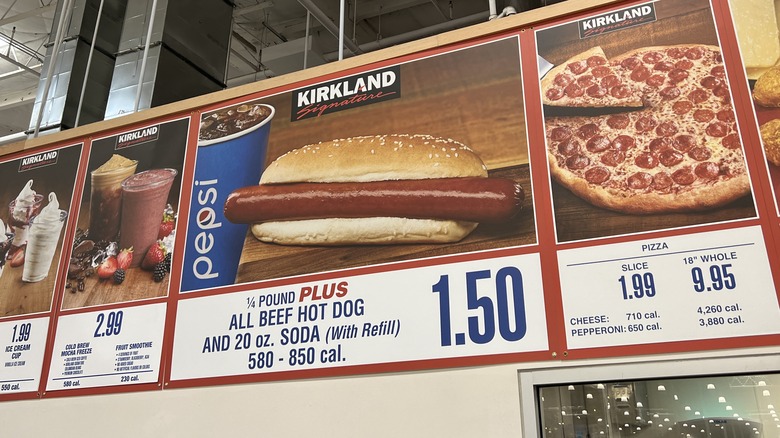 KIRKLAND
1.99
ICE CREAM
CUP
550 cal.
KIRKLAND
2.99
COLD BREW
MOCHA FREEZE
580 cal.
FRUIT SMOOTHIE
230 cal.
KIRKLAND
Signature
pepsi
¼ POUND PLUS
ALL BEEF HOT DOG
AND 20 oz. SODA (With Refill)
580 - 850 cal.
1.50
KIRKLAND
Signature
PIZZA
SLICE
1.99
18" WHOLE
9.95
CHEESE: 710 cal. 4,260 cal.
PEPPERONI: 650 cal. 3,880 cal.